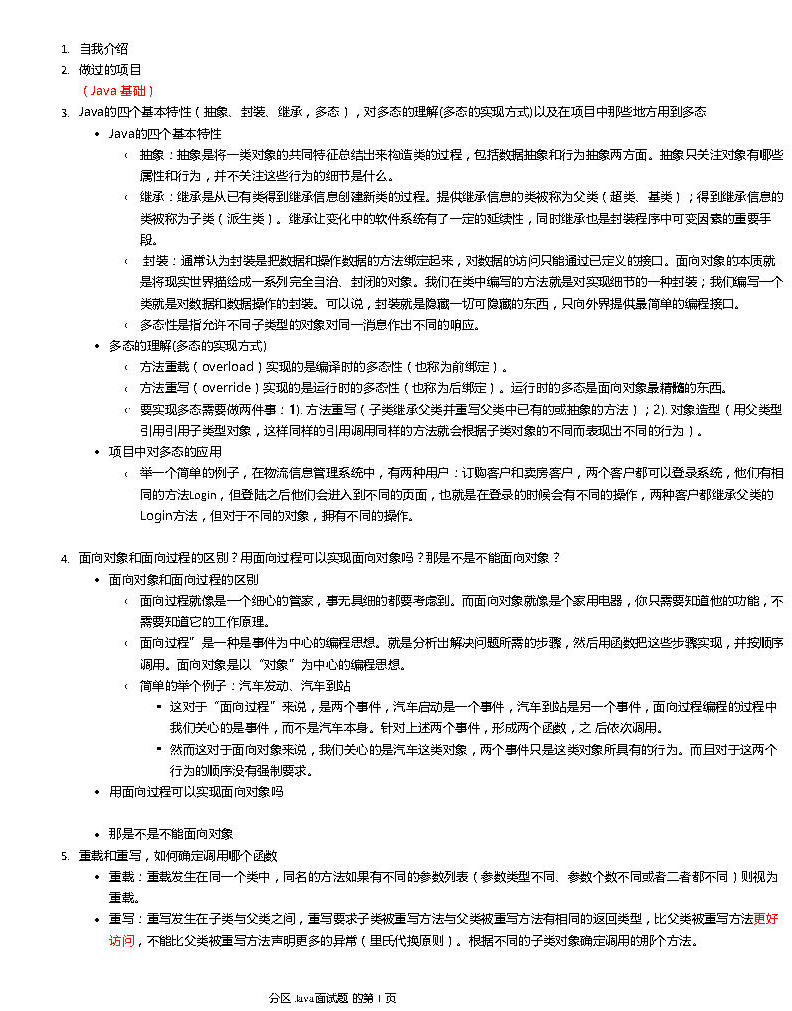 1. 自我介绍
2. 做过的项目
（Java 基础）
3. Java的四个基本特性（抽象、封装、继承，多态），对多态的理解(多态的实现方式)以及在项目中那些地方用到多态
• Java的四个基本特性
◦ 抽象：抽象是将一类对象的共同特征总结出来构造类的过程，包括数据抽象和行为抽象两方面。抽象只关注对象有哪些
属性和行为，并不关注这些行为的细节是什么。
◦ 继承：继承是从已有类得到继承信息创建新类的过程。提供继承信息的类被称为父类（超类、基类）；得到继承信息的
类被称为子类（派生类）。继承让变化中的软件系统有了一定的延续性，同时继承也是封装程序中可变因素的重要手
段。
◦ 封装：通常认为封装是把数据和操作数据的方法绑定起来，对数据的访问只能通过已定义的接口。面向对象的本质就
是将现实世界描绘成一系列完全自治、封闭的对象。我们在类中编写的方法就是对实现细节的一种封装；我们编写一个
类就是对数据和数据操作的封装。可以说，封装就是隐藏一切可隐藏的东西，只向外界提供最简单的编程接口。
◦ 多态性是指允许不同子类型的对象对同一消息作出不同的响应。
• 多态的理解(多态的实现方式)
◦ 方法重载（overload）实现的是编译时的多态性（也称为前绑定）。
◦ 方法重写（override）实现的是运行时的多态性（也称为后绑定）。运行时的多态是面向对象最精髓的东西。
◦ 要实现多态需要做两件事：1). 方法重写（子类继承父类并重写父类中已有的或抽象的方法）；2). 对象造型（用父类型
引用引用子类型对象，这样同样的引用调用同样的方法就会根据子类对象的不同而表现出不同的行为）。
• 项目中对多态的应用
◦ 举一个简单的例子，在物流信息管理系统中，有两种用户：订购客户和卖房客户，两个客户都可以登录系统，他们有相
同的方法Login，但登陆之后他们会进入到不同的页面，也就是在登录的时候会有不同的操作，两种客户都继承父类的
Login方法，但对于不同的对象，拥有不同的操作。
4. 面向对象和面向过程的区别？用面向过程可以实现面向对象吗？那是不是不能面向对象？
• 面向对象和面向过程的区别
◦ 面向过程就像是一个细心的管家，事无具细的都要考虑到。而面向对象就像是个家用电器，你只需要知道他的功能，不
需要知道它的工作原理。
◦ 面向过程”是一种是事件为中心的编程思想。就是分析出解决问题所需的步骤，然后用函数把这些步骤实现，并按顺序
调用。面向对象是以“对象”为中心的编程思想。
◦ 简单的举个例子：汽车发动、汽车到站
▪ 这对于“面向过程”来说，是两个事件，汽车启动是一个事件，汽车到站是另一个事件，面向过程编程的过程中
我们关心的是事件，而不是汽车本身。针对上述两个事件，形成两个函数，之 后依次调用。
▪ 然而这对于面向对象来说，我们关心的是汽车这类对象，两个事件只是这类对象所具有的行为。而且对于这两个
行为的顺序没有强制要求。
• 用面向过程可以实现面向对象吗
• 那是不是不能面向对象
5. 重载和重写，如何确定调用哪个函数
• 重载：重载发生在同一个类中，同名的方法如果有不同的参数列表（参数类型不同、参数个数不同或者二者都不同）则视为
重载。
• 重写：重写发生在子类与父类之间，重写要求子类被重写方法与父类被重写方法有相同的返回类型，比父类被重写方法更好
访问，不能比父类被重写方法声明更多的异常（里氏代换原则）。根据不同的子类对象确定调用的那个方法。
分区 Java面试题 的第 1 页